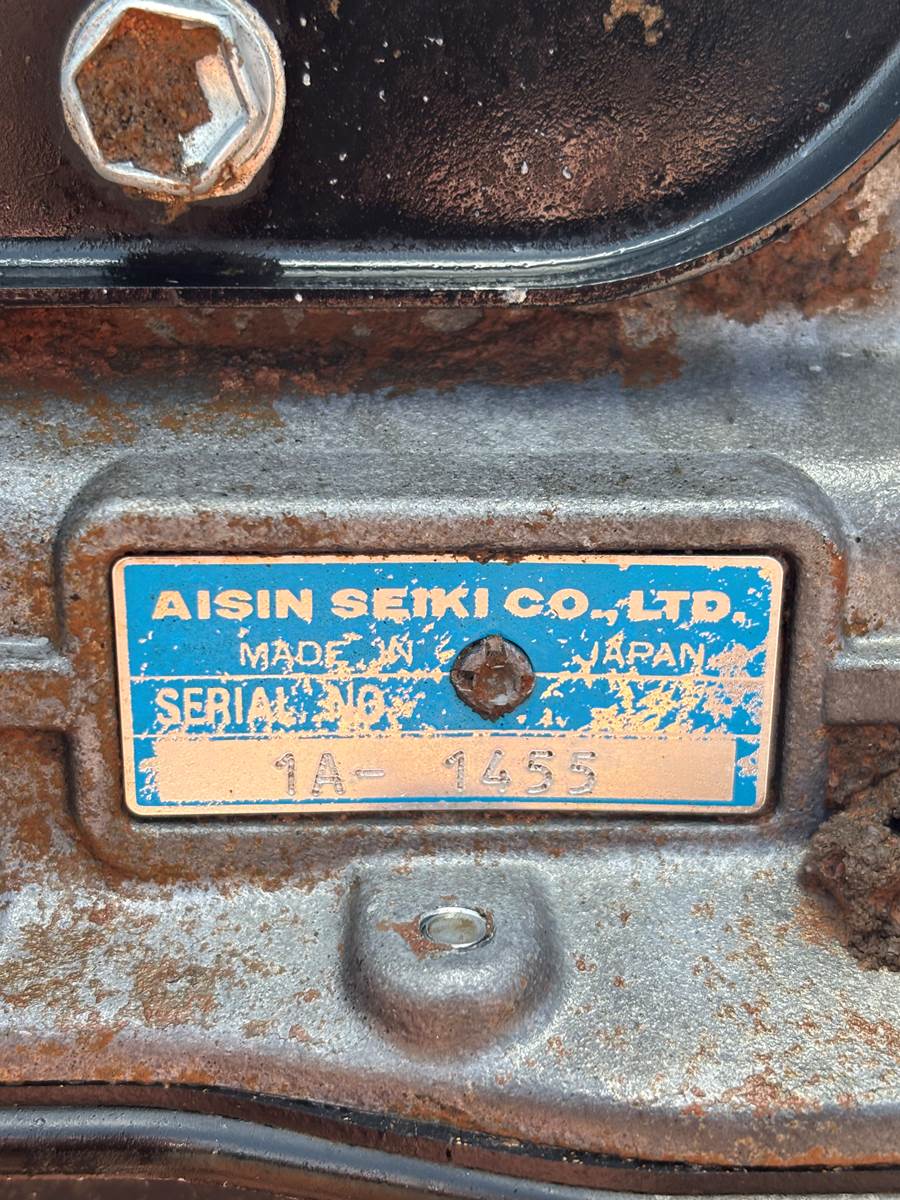 AISIN SEIKI CO., LTD.
MADE IN JAPAN
SERIAL NO.
1A- 1455